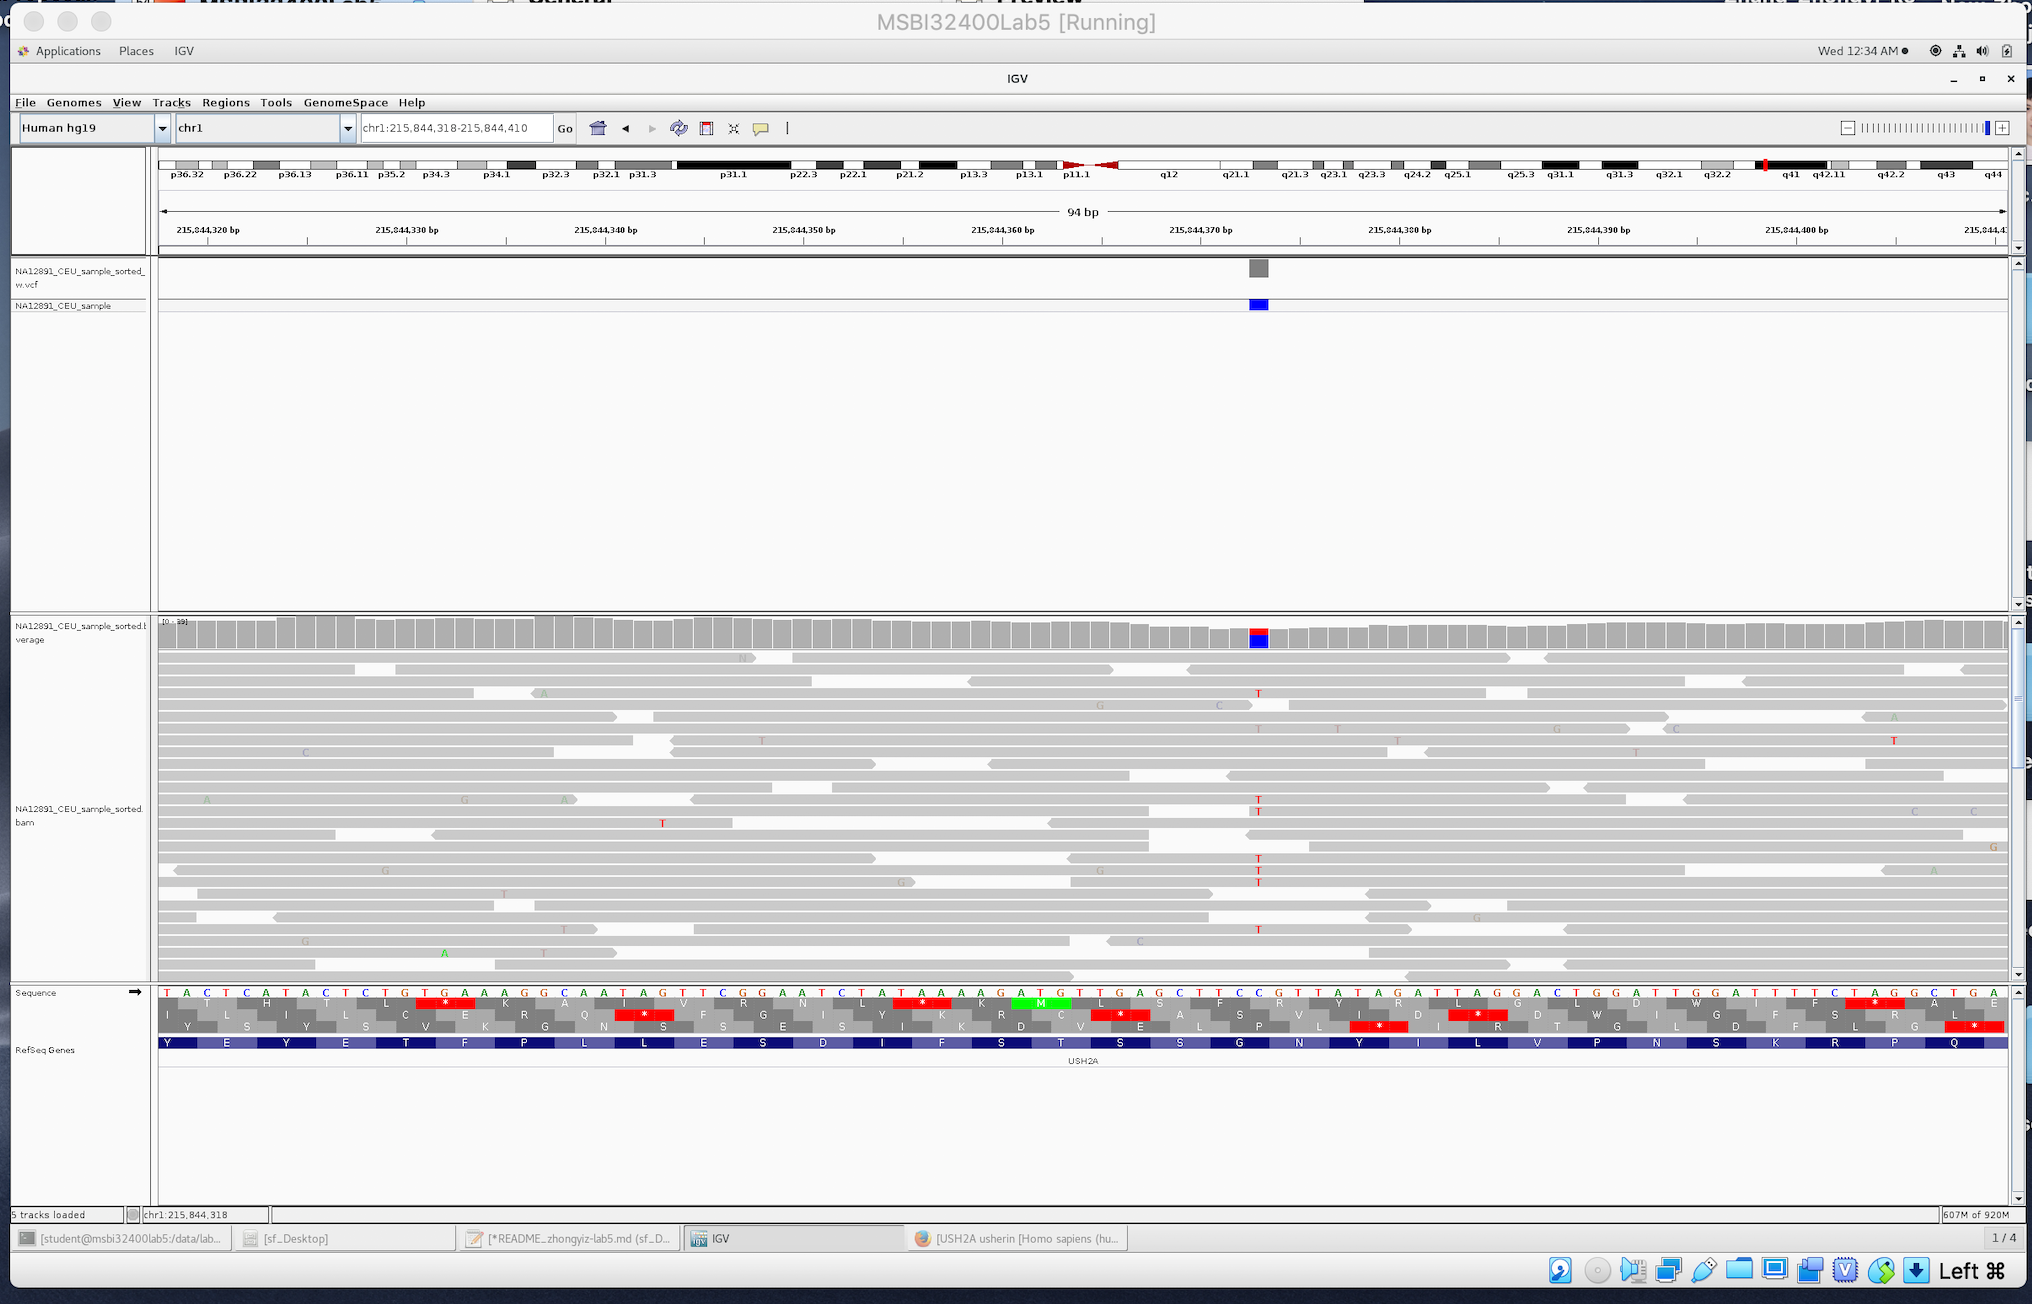 MSBI32400Lab5 [Running]
Applications Places IGV Wed 12:34 AM
IGV
File Genomes View Tracks Regions Tools GenomeSpace Help
Human hg19 chr1 chr1:215,844,318-215,844,410 Go
p36.32 p36.22 p36.13 p36.11 p35.2 p34.3 p34.1 p32.3 p32.1 p31.3 p31.1 p22.3 p22.1 p21.2 p13.3 p13.1 p11.1 q12 q21.1 q21.3 q23.1 q23.3 q24.2 q25.1 q25.3 q31.1 q31.3 q32.1 q32.2 q41 q42.11 q42.2 q43 q44
94 bp
215,844,320 bp 215,844,330 bp 215,844,340 bp 215,844,350 bp 215,844,360 bp 215,844,370 bp 215,844,380 bp 215,844,390 bp 215,844,400 bp 215,844,41
NA12891_CEU_sample_sorted_
w.vcf
NA12891_CEU_sample
NA12891_CEU_sample_sorted.b
verage
[0 - 39]
N
A T
G C
A
T T G C
T T T
C T
A G A T
T C C
T
G
T
G G T A
G T
T
G
T T
G C
A T
NA12891_CEU_sample_sorted.
bam
Sequence T A C T C A T A C T C T G T G A A A G G C A A T A G T T C G G A A T C T A T A A A A G A T G T T G A G C T T C C G T T A T A G A T T A G G A C T G G A T T G G A T T T T C T A G G C T G A
T H T L * K A I V R N L * K M L S F R Y R L G L D W I F * A E
I L I L C E R Q * F G I Y K R C * A S V I D * D W I G F S R L
Y S Y S V K G N S S E S I K D V E L P L * I R T G L D F L G *
RefSeq Genes
Y E Y E T F P L L E S D I F S T S S G N Y I L V P N S K R P Q
USH2A
5 tracks loaded chr1:215,844,318 607M of 920M
[student@msbi32400lab5:/data/lab... [sf_Desktop] [*README_zhongyiz-lab5.md (sf_D... IGV [USH2A usherin [Homo sapiens (hu... 1 / 4
Left ⌘